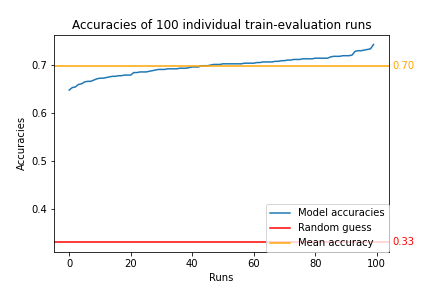 Accuracies of 100 individual train-evaluation runs
Accuracies
0.7
0.6
0.5
0.4
0.70
0.33
Model accuracies
Random guess
Mean accuracy
0
20
40
60
80
100
Runs